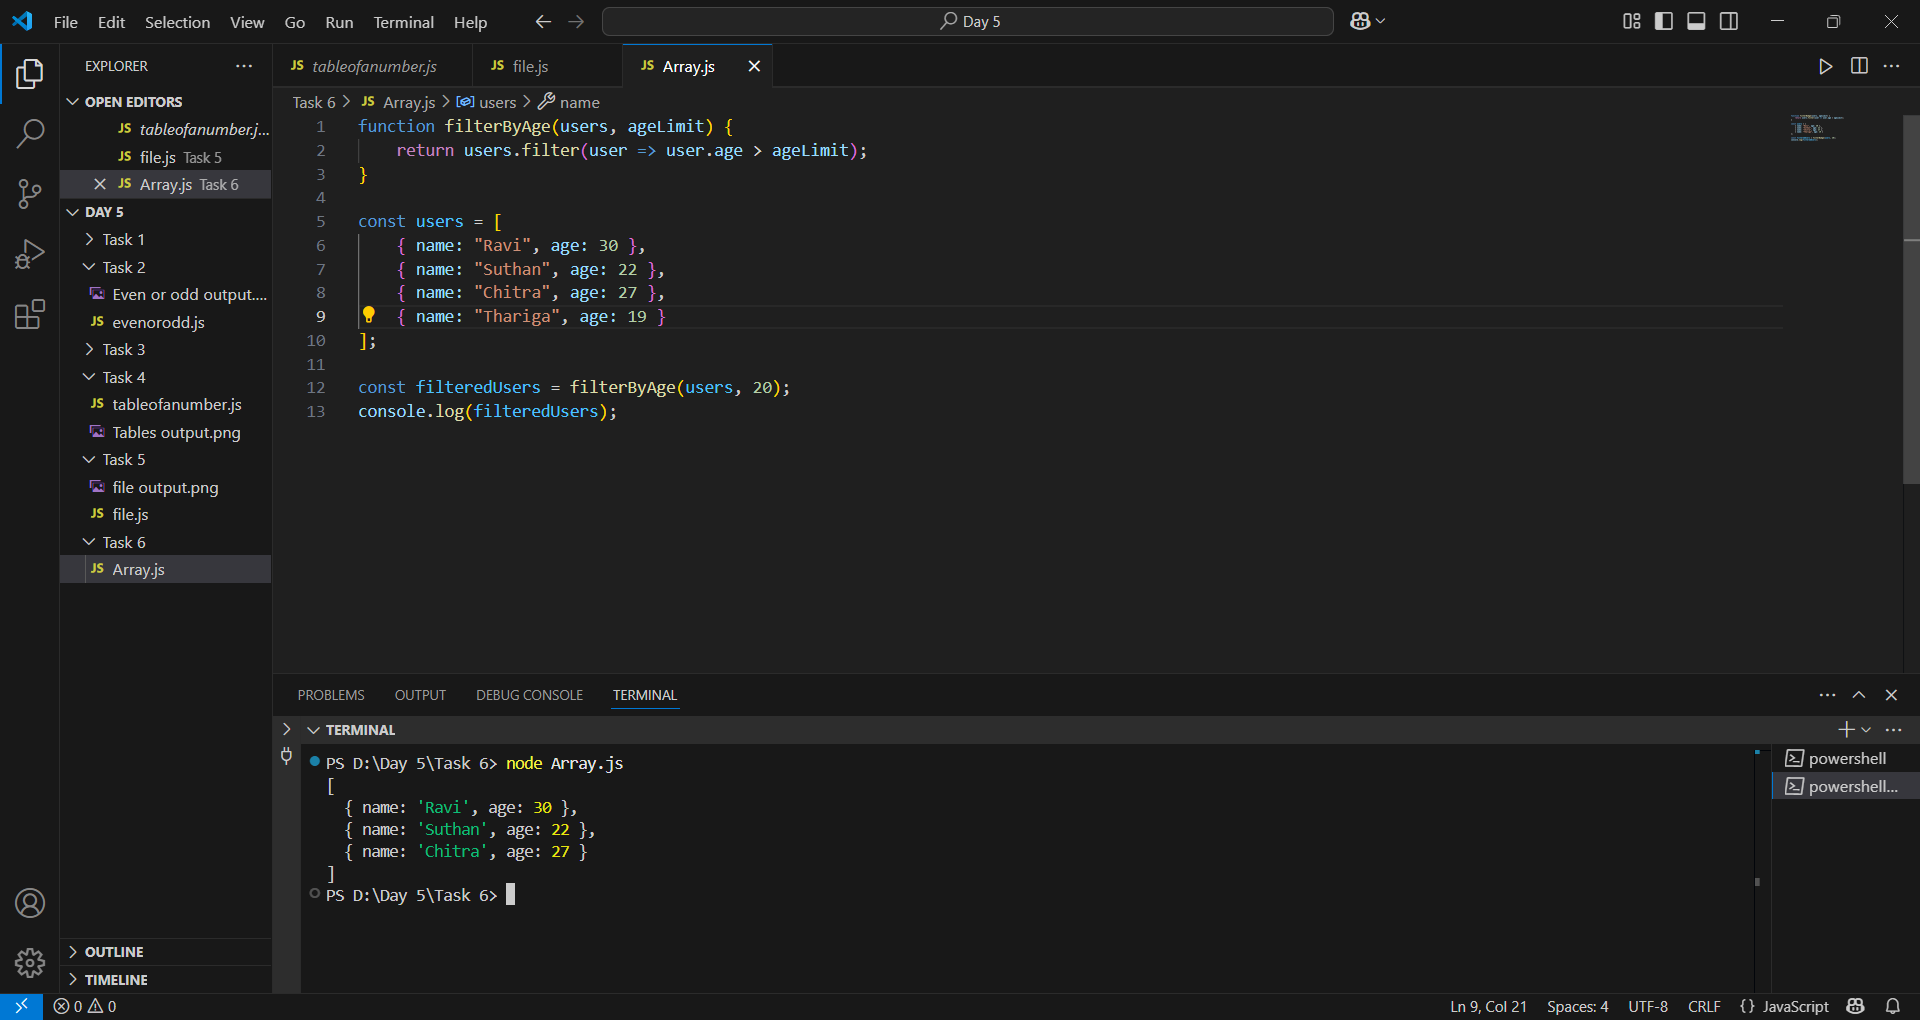 File Edit Selection View Go Run Terminal Help
Day 5
EXPLORER
OPEN EDITORS
JS tableofanumber.j...
JS file.js Task 5
JS Array.js Task 6
DAY 5
Task 1
Task 2
Even or odd output....
JS evenorodd.js
Task 3
Task 4
JS tableofanumber.js
Tables output.png
Task 5
file output.png
JS file.js
Task 6
JS Array.js
OUTLINE
TIMELINE
JS tableofanumber.js
JS file.js
JS Array.js
Task 6 > JS Array.js > users > name
1 function filterByAge(users, ageLimit) {
2     return users.filter(user => user.age > ageLimit);
3 }
4
5 const users = [
6     { name: "Ravi", age: 30 },
7     { name: "Suthan", age: 22 },
8     { name: "Chitra", age: 27 },
9     { name: "Thariga", age: 19 }
10 ];
11
12 const filteredUsers = filterByAge(users, 20);
13 console.log(filteredUsers);
PROBLEMS OUTPUT DEBUG CONSOLE TERMINAL
TERMINAL
PS D:\Day 5\Task 6> node Array.js
[
  { name: 'Ravi', age: 30 },
  { name: 'Suthan', age: 22 },
  { name: 'Chitra', age: 27 }
]
PS D:\Day 5\Task 6>
powershell
powershell...
0 0
Ln 9, Col 21 Spaces: 4 UTF-8 CRLF {} JavaScript